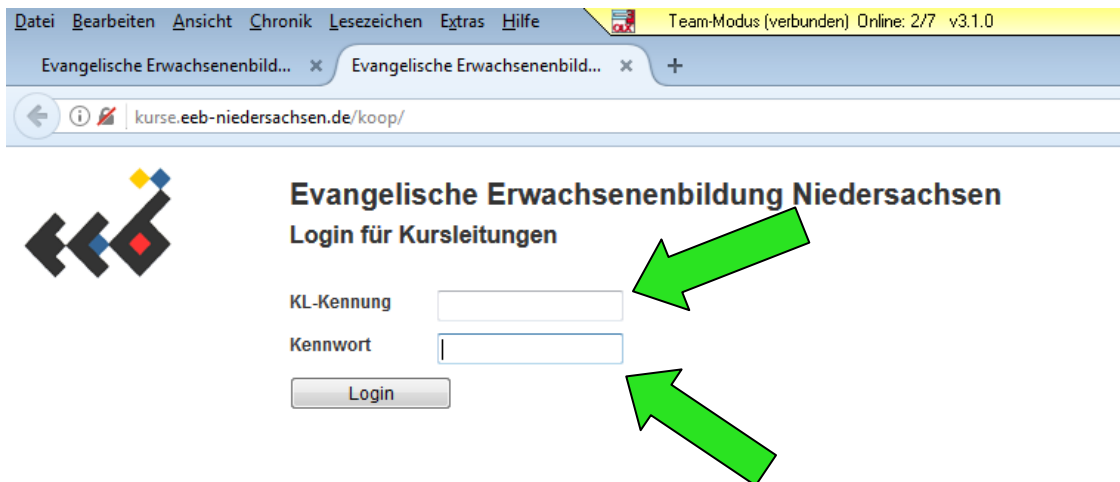 Datei Bearbeiten Ansicht Chronik Lesezeichen Extras Hilfe Team-Modus (verbunden) Online: 2/7 v3.1.0
Evangelische Erwachsenenbild... × Evangelische Erwachsenenbild... × +
kurse.eeb-niedersachsen.de/koop/
eeb
Evangelische Erwachsenenbildung Niedersachsen
Login für Kursleitungen
KL-Kennung
Kennwort
Login